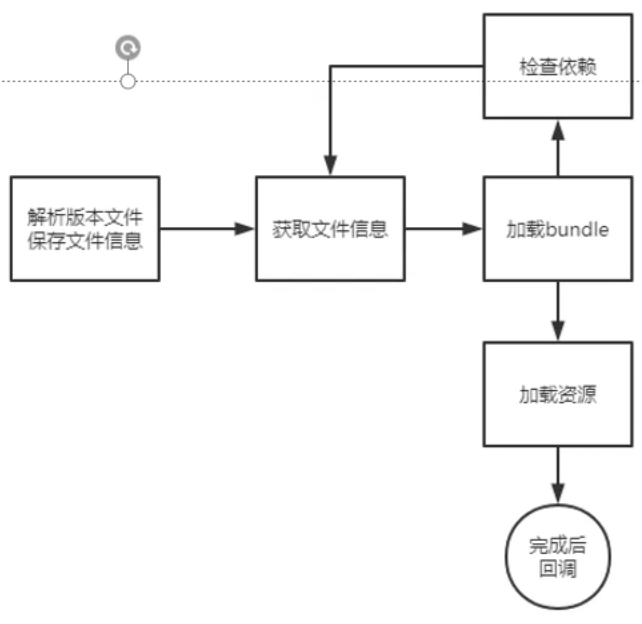 检查依赖
解析版本文件
保存文件信息
获取文件信息
加载bundle
加载资源
完成后
回调